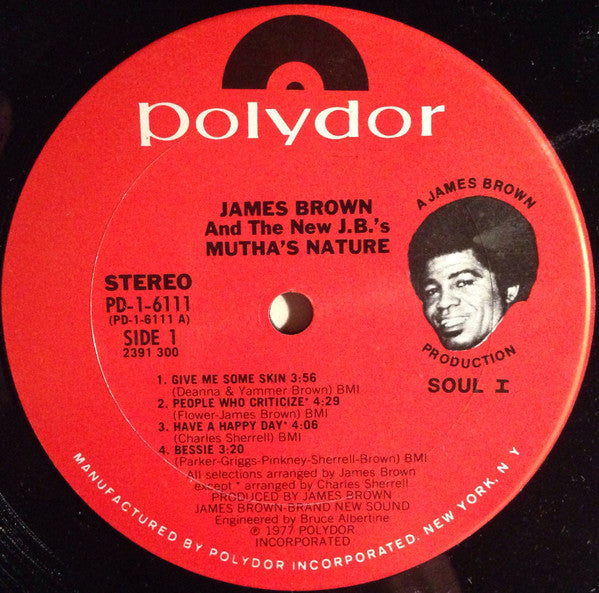 polydor
JAMES BROWN
And The New J.B.'s
MUTHA'S NATURE
A JAMES BROWN
PRODUCTION
SOUL I
STEREO
PD-1-6111
(PD-1-6111 A)
SIDE 1
2391 300
1. GIVE ME SOME SKIN 3:56
(Deanna & Yammer Brown) BMI
2. PEOPLE WHO CRITICIZE* 4:29
(Flower-James Brown) BMI
3. HAVE A HAPPY DAY* 4:06
(Charles Sherrell) BMI
4. BESSIE 3:20
(Parker-Griggs-Pinkney-Sherrell-Brown) BMI
All selections arranged by James Brown
except * arranged by Charles Sherrell
PRODUCED BY JAMES BROWN
JAMES BROWN-BRAND NEW SOUND
Engineered by Bruce Albertine
℗ 1977 POLYDOR
INCORPORATED
MANUFACTURED BY POLYDOR INCORPORATED. NEW YORK, N Y